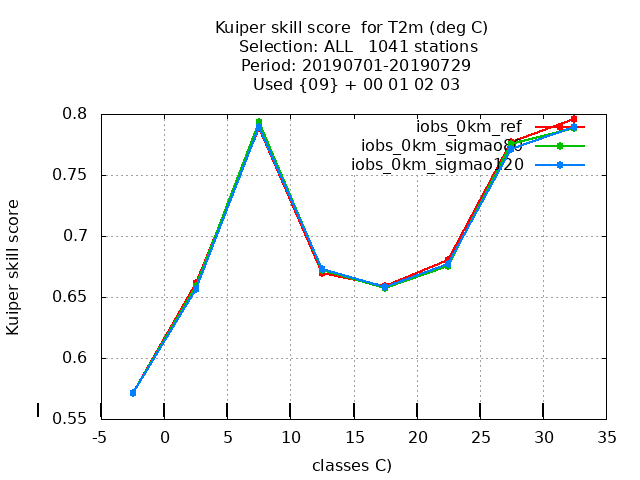 Kuiper skill score  for T2m (deg C)
Selection: ALL   1041 stations
Period: 20190701-20190729
Used {09} + 00 01 02 03
0.8
0.75
0.7
0.65
0.6
0.55
Kuiper skill score
iobs_0km_ref
iobs_0km_sigmao80
iobs_0km_sigmao120
-5
0
5
10
15
20
25
30
35
classes C)